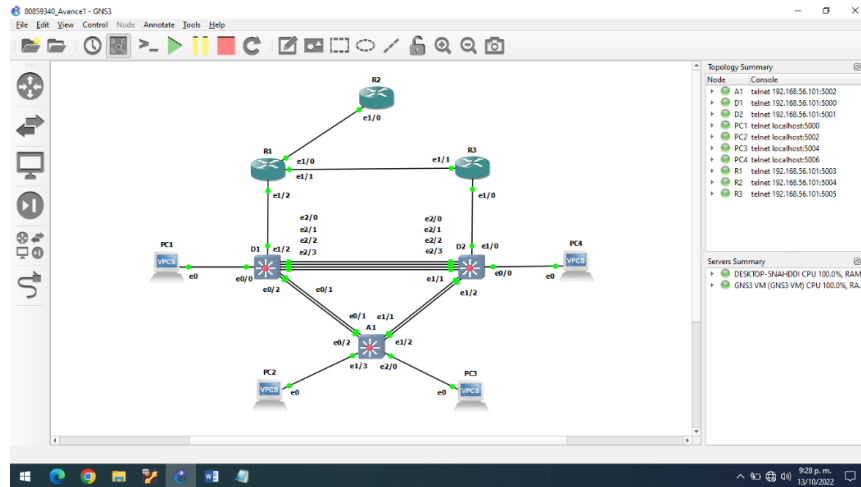 80859340_Avance1 - GNS3
File Edit View Control Node Annotate Tools Help
Topology Summary
Node Console
A1 telnet 192.168.56.101:5002
D1 telnet 192.168.56.101:5000
D2 telnet 192.168.56.101:5001
PC1 telnet localhost:5000
PC2 telnet localhost:5002
PC3 telnet localhost:5004
PC4 telnet localhost:5006
R1 telnet 192.168.56.101:5003
R2 telnet 192.168.56.101:5004
R3 telnet 192.168.56.101:5005
Servers Summary
DESKTOP-5NAHDDI CPU 100.0%, RAM
GNS3 VM (GNS3 VM) CPU 100.0%, RA..
R2
e1/0
R1
e1/0
e1/1
e1/2
R3
e1/1
e1/0
e2/0
e2/1
e2/2
e2/3
e2/0
e2/1
e2/2
e2/3
PC1
VPCS
e0
D1
e1/2
e0/0
e0/2
e0/1
D2
e1/0
e0/0
e1/1
e1/2
PC4
VPCS
e0
e0/1
e1/1
A1
e0/2
e1/2
e1/3
e2/0
PC2
VPCS
e0
PC3
VPCS
e0
9:28 p. m.
13/10/2022